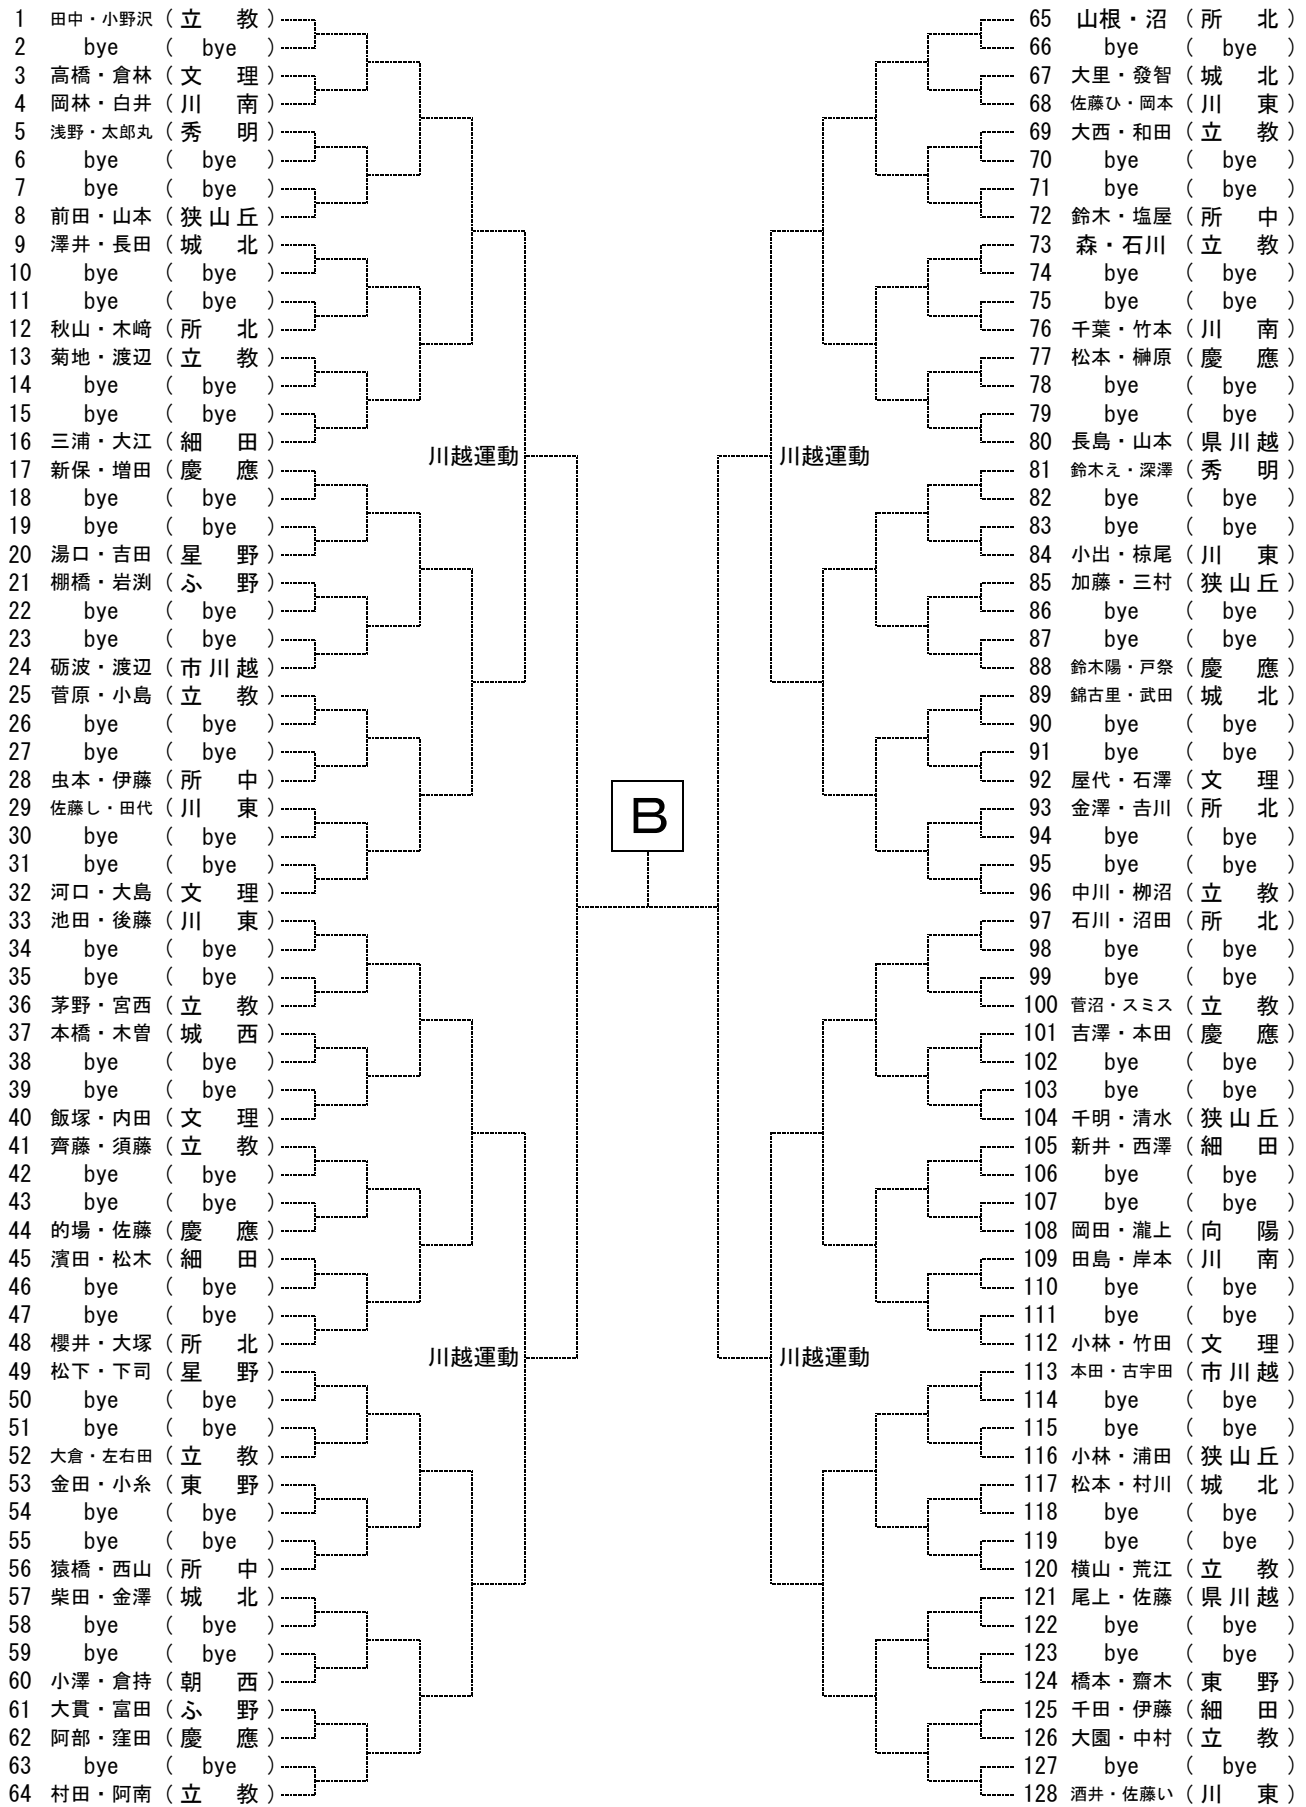 1 田中・小野沢 (立 教)
2 bye ( bye )
3 高橋・倉林 (文 理)
4 岡林・白井 (川 南)
5 浅野・太郎丸 (秀 明)
6 bye ( bye )
7 bye ( bye )
8 前田・山本 (狭山丘)
9 澤井・長田 (城 北)
10 bye ( bye )
11 bye ( bye )
12 秋山・木﨑 (所 北)
13 菊地・渡辺 (立 教)
14 bye ( bye )
15 bye ( bye )
16 三浦・大江 (細 田)
17 新保・増田 (慶 應)
18 bye ( bye )
19 bye ( bye )
20 湯口・吉田 (星 野)
21 棚橋・岩渕 (ふ 野)
22 bye ( bye )
23 bye ( bye )
24 砺波・渡辺 (市川越)
25 菅原・小島 (立 教)
26 bye ( bye )
27 bye ( bye )
28 虫本・伊藤 (所 中)
29 佐藤し・田代 (川 東)
30 bye ( bye )
31 bye ( bye )
32 河口・大島 (文 理)
33 池田・後藤 (川 東)
34 bye ( bye )
35 bye ( bye )
36 茅野・宮西 (立 教)
37 本橋・木曽 (城 西)
38 bye ( bye )
39 bye ( bye )
40 飯塚・内田 (文 理)
41 齊藤・須藤 (立 教)
42 bye ( bye )
43 bye ( bye )
44 的場・佐藤 (慶 應)
45 濱田・松木 (細 田)
46 bye ( bye )
47 bye ( bye )
48 櫻井・大塚 (所 北)
49 松下・下司 (星 野)
50 bye ( bye )
51 bye ( bye )
52 大倉・左右田 (立 教)
53 金田・小糸 (東 野)
54 bye ( bye )
55 bye ( bye )
56 猿橋・西山 (所 中)
57 柴田・金澤 (城 北)
58 bye ( bye )
59 bye ( bye )
60 小澤・倉持 (朝 西)
61 大貫・富田 (ふ 野)
62 阿部・窪田 (慶 應)
63 bye ( bye )
64 村田・阿南 (立 教)
川越運動
川越運動
B
川越運動
川越運動
65 山根・沼 (所 北)
66 bye ( bye )
67 大里・發智 (城 北)
68 佐藤ひ・岡本 (川 東)
69 大西・和田 (立 教)
70 bye ( bye )
71 bye ( bye )
72 鈴木・塩屋 (所 中)
73 森・石川 (立 教)
74 bye ( bye )
75 bye ( bye )
76 千葉・竹本 (川 南)
77 松本・榊原 (慶 應)
78 bye ( bye )
79 bye ( bye )
80 長島・山本 (県川越)
81 鈴木え・深澤 (秀 明)
82 bye ( bye )
83 bye ( bye )
84 小出・椋尾 (川 東)
85 加藤・三村 (狭山丘)
86 bye ( bye )
87 bye ( bye )
88 鈴木陽・戸祭 (慶 應)
89 錦古里・武田 (城 北)
90 bye ( bye )
91 bye ( bye )
92 屋代・石澤 (文 理)
93 金澤・吉川 (所 北)
94 bye ( bye )
95 bye ( bye )
96 中川・栁沼 (立 教)
97 石川・沼田 (所 北)
98 bye ( bye )
99 bye ( bye )
100 菅沼・スミス (立 教)
101 吉澤・本田 (慶 應)
102 bye ( bye )
103 bye ( bye )
104 千明・清水 (狭山丘)
105 新井・西澤 (細 田)
106 bye ( bye )
107 bye ( bye )
108 岡田・瀧上 (向 陽)
109 田島・岸本 (川 南)
110 bye ( bye )
111 bye ( bye )
112 小林・竹田 (文 理)
113 本田・古宇田 (市川越)
114 bye ( bye )
115 bye ( bye )
116 小林・浦田 (狭山丘)
117 松本・村川 (城 北)
118 bye ( bye )
119 bye ( bye )
120 横山・荒江 (立 教)
121 尾上・佐藤 (県川越)
122 bye ( bye )
123 bye ( bye )
124 橋本・齋木 (東 野)
125 千田・伊藤 (細 田)
126 大園・中村 (立 教)
127 bye ( bye )
128 酒井・佐藤い (川 東)